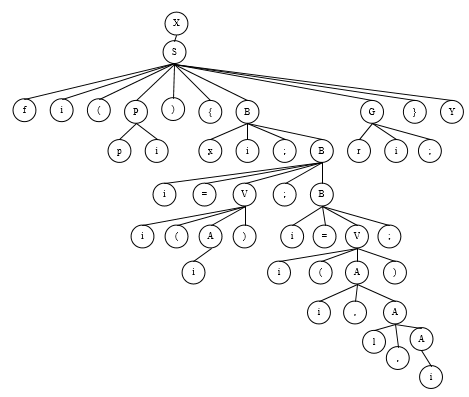 X
S
f i ( P ) { B G } Y
p i x i ; B r i ;
i = V ; B
i ( A ) i = V ;
i i ( A )
i , A
l , A
i